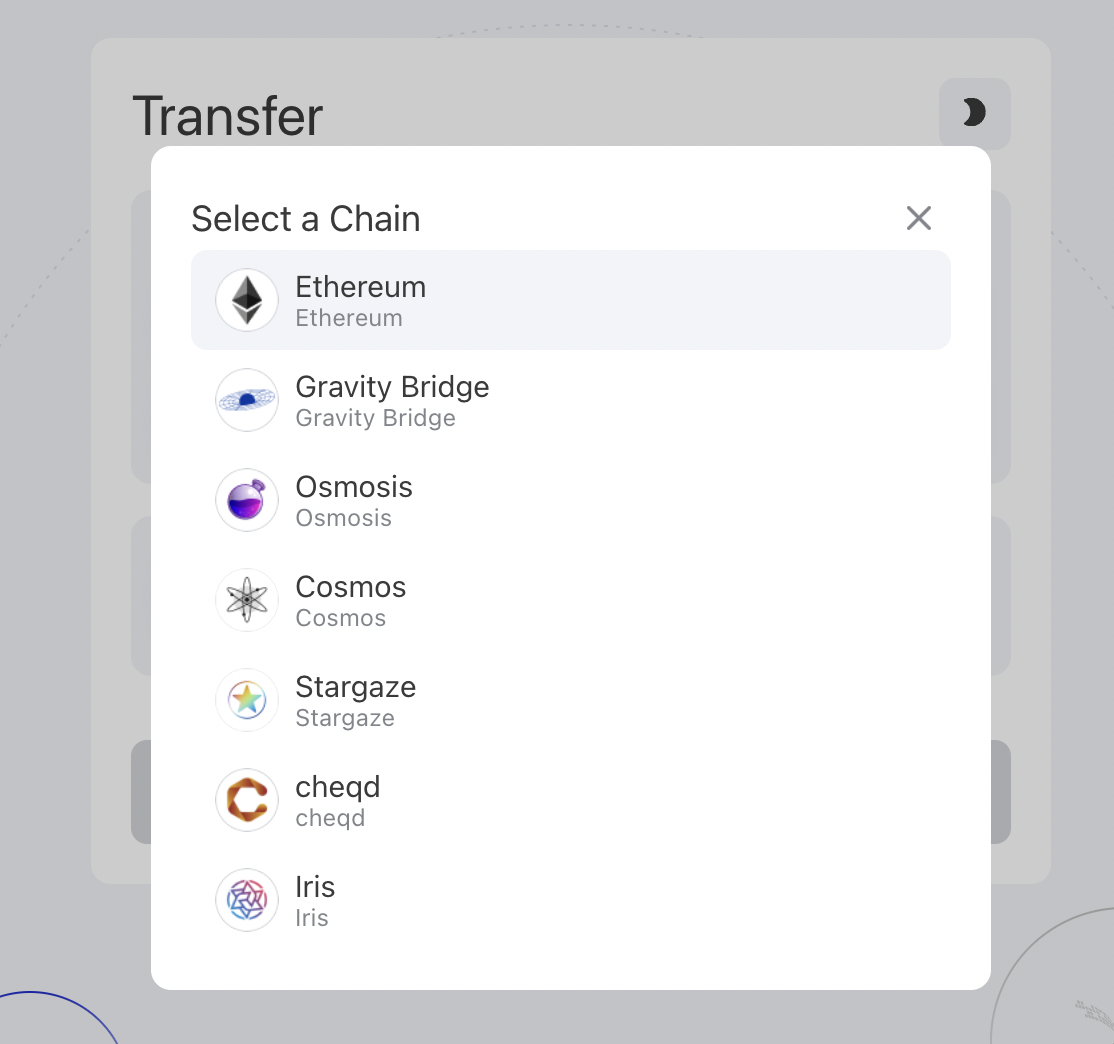 Transfer
Select a Chain
Ethereum
Ethereum
Gravity Bridge
Gravity Bridge
Osmosis
Osmosis
Cosmos
Cosmos
Stargaze
Stargaze
cheqd
cheqd
Iris
Iris